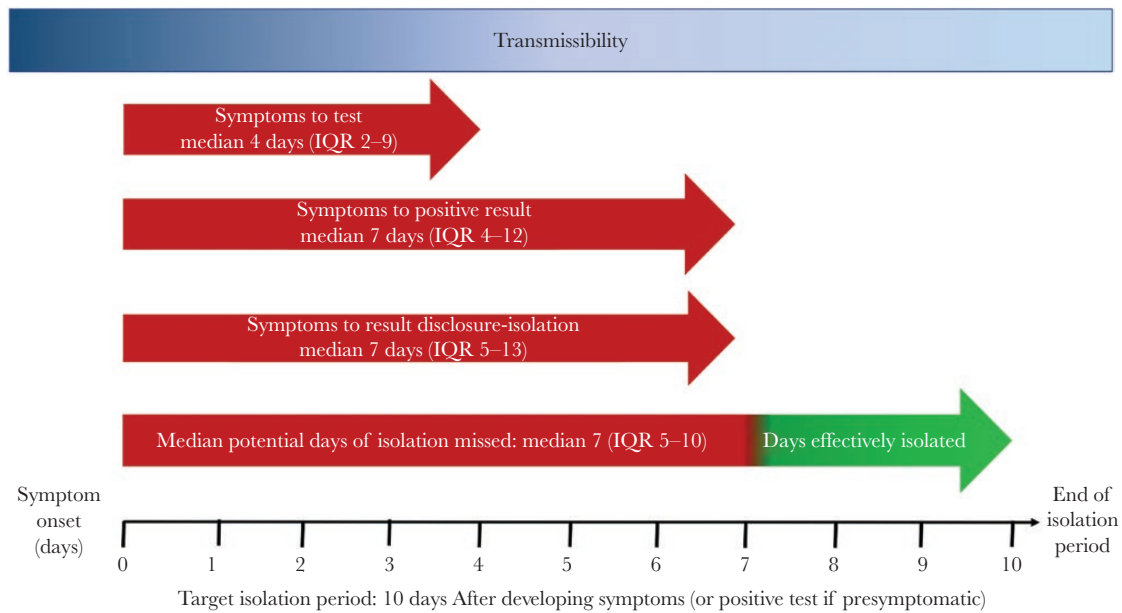 Transmissibility
Symptoms to test
median 4 days (IQR 2–9)
Symptoms to positive result
median 7 days (IQR 4–12)
Symptoms to result disclosure-isolation
median 7 days (IQR 5–13)
Median potential days of isolation missed: median 7 (IQR 5–10)
Days effectively isolated
Symptom
onset
(days)
End of
isolation
period
0 1 2 3 4 5 6 7 8 9 10
Target isolation period: 10 days After developing symptoms (or positive test if presymptomatic)